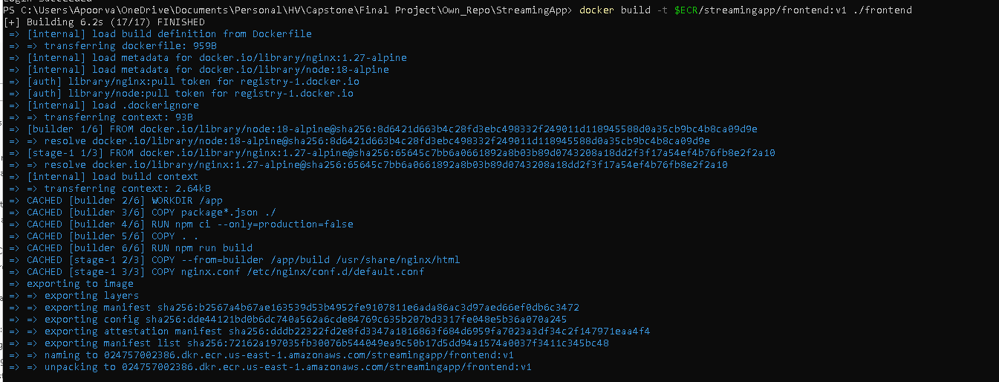 Login Succeeded
PS C:\Users\Apoorva\OneDrive\Documents\Personal\HV\Capstone\Final Project\Own_Repo\StreamingApp> docker build -t $ECR/streamingapp/frontend:v1 ./frontend
[+] Building 6.2s (17/17) FINISHED
=> [internal] load build definition from Dockerfile
=> => transferring dockerfile: 959B
=> [internal] load metadata for docker.io/library/nginx:1.27-alpine
=> [internal] load metadata for docker.io/library/node:18-alpine
=> [auth] library/nginx:pull token for registry-1.docker.io
=> [auth] library/node:pull token for registry-1.docker.io
=> [internal] load .dockerignore
=> => transferring context: 93B
=> [builder 1/6] FROM docker.io/library/node:18-alpine@sha256:8d6421d663b4c28fd3ebc498332f249011d118945588d0a35cb9bc4b8ca09d9e
=> => resolve docker.io/library/node:18-alpine@sha256:8d6421d663b4c28fd3ebc498332f249011d118945588d0a35cb9bc4b8ca09d9e
=> [stage-1 1/3] FROM docker.io/library/nginx:1.27-alpine@sha256:65645c7bb6a0661892a8b03b89d0743208a18dd2f3f17a54ef4b76fb8e2f2a10
=> => resolve docker.io/library/nginx:1.27-alpine@sha256:65645c7bb6a0661892a8b03b89d0743208a18dd2f3f17a54ef4b76fb8e2f2a10
=> [internal] load build context
=> => transferring context: 2.64kB
=> CACHED [builder 2/6] WORKDIR /app
=> CACHED [builder 3/6] COPY package*.json ./
=> CACHED [builder 4/6] RUN npm ci --only=production=false
=> CACHED [builder 5/6] COPY . .
=> CACHED [builder 6/6] RUN npm run build
=> CACHED [stage-1 2/3] COPY --from=builder /app/build /usr/share/nginx/html
=> CACHED [stage-1 3/3] COPY nginx.conf /etc/nginx/conf.d/default.conf
=> exporting to image
=> => exporting layers
=> => exporting manifest sha256:b2567a4b67ae163539d53b4952fe9107811e6ada86ac3d97aed66ef0db6c3472
=> => exporting config sha256:dde44121bd0b6dc740a562a6cde84769c635b207bd3317fe048e5b36a070a245
=> => exporting attestation manifest sha256:dddb22322fd2e8fd3347a1816863f684d6959fa7023a3df34c2f147971eaa4f4
=> => exporting manifest list sha256:72162a197035fb30076b544049ea9c50b17d5dd94a1574a0037f3411c345bc48
=> => naming to 024757002386.dkr.ecr.us-east-1.amazonaws.com/streamingapp/frontend:v1
=> => unpacking to 024757002386.dkr.ecr.us-east-1.amazonaws.com/streamingapp/frontend:v1